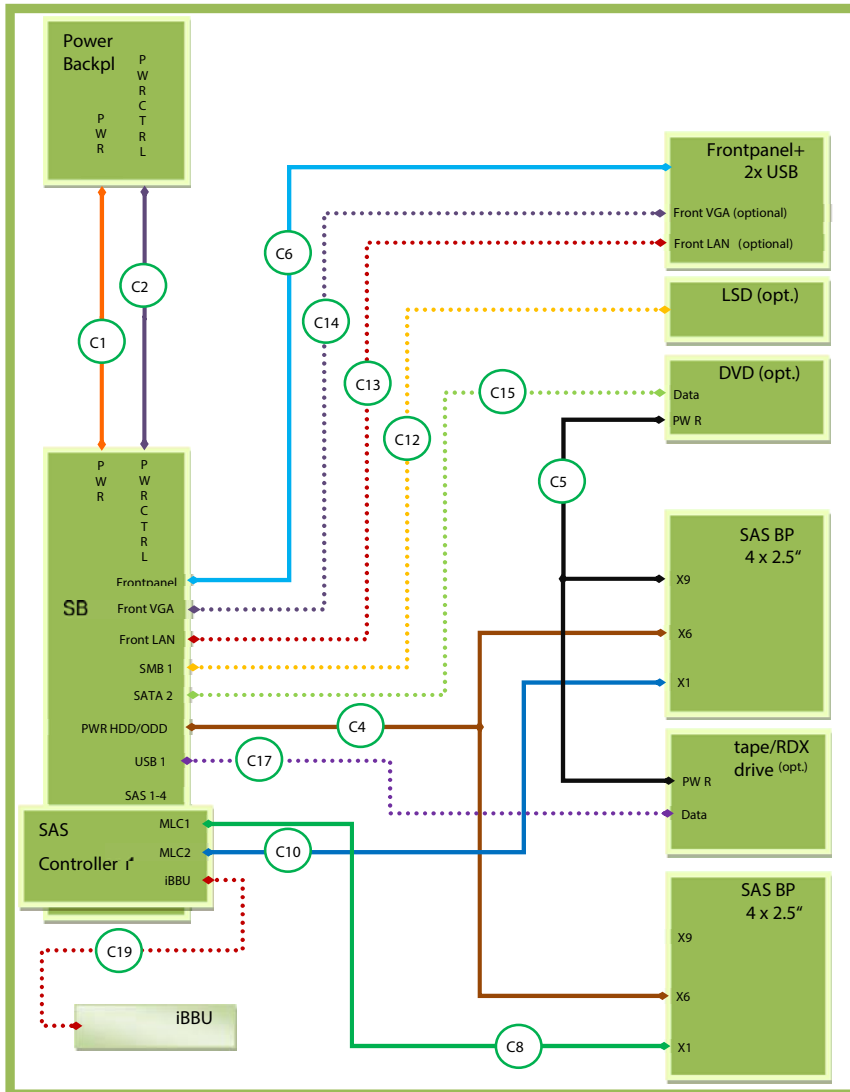 Power
Backpl
PWR
PWRCTRL
Frontpanel+
2x USB
Front VGA (optional)
Front LAN (optional)
C6
C2
LSD (opt.)
C14
C1
DVD (opt.)
C13
C15
Data
PW R
C12
PWR
PWRCTRL
C5
SAS BP
4 x 2.5“
Frontpanel
X9
SB
Front VGA
Front LAN
X6
SMB 1
SATA 2
X1
PWR HDD/ODD
C4
USB 1
C17
tape/RDX
drive (opt.)
PW R
SAS 1-4
Data
SAS
Controller
MLC1
MLC2
iBBU
C10
SAS BP
4 x 2.5“
X9
C19
X6
iBBU
C8
X1